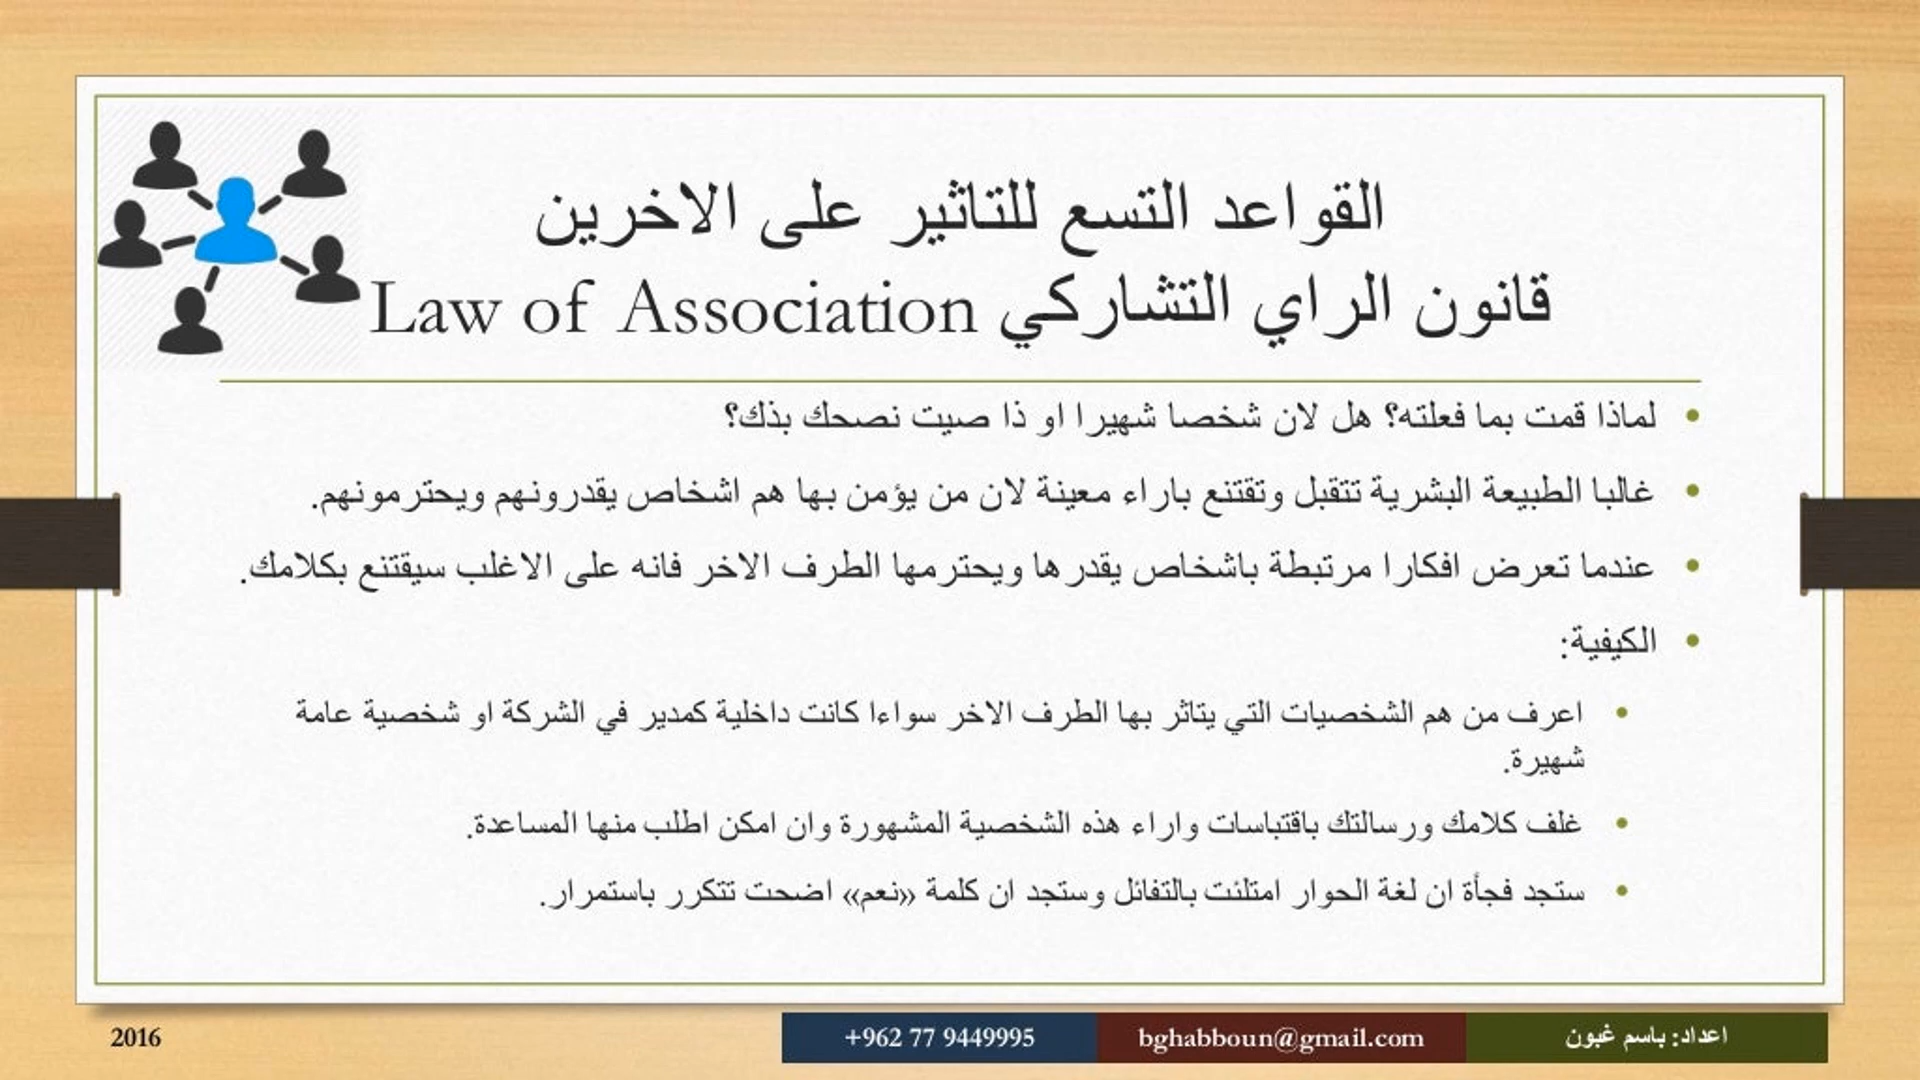 القواعد التسع للتاثير على الاخرين
قانون الراي التشاركي Law of Association
لماذا قمت بما فعلته؟ هل لان شخصا شهيرا او ذا صيت نصحك بذك؟
غالبا الطبيعة البشرية تتقبل وتقتنع باراء معينة لان من يؤمن بها هم اشخاص يقدرونهم ويحترمونهم.
عندما تعرض افكارا مرتبطة باشخاص يقدرها ويحترمها الطرف الاخر فانه على الاغلب سيقتنع بكلامك.
الكيفية:
اعرف من هم الشخصيات التي يتاثر بها الطرف الاخر سواءا كانت داخلية كمدير في الشركة او شخصية عامة
شهيرة.
غلف كلامك ورسالتك باقتباسات واراء هذه الشخصية المشهورة وان امكن اطلب منها المساعدة.
ستجد فجأة ان لغة الحوار امتلئت بالتفائل وستجد ان كلمة «نعم» اضحت تتكرر باستمرار.
اعداد: باسم غبون
bghabboun@gmail.com
+962 77 9449995
2016